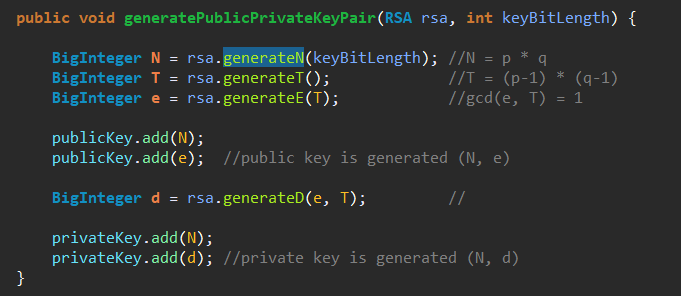 public void generatePublicPrivateKeyPair(RSA rsa, int keyBitLength) {
BigInteger N = rsa.generateN(keyBitLength); //N = p * q
BigInteger T = rsa.generateT(); //T = (p-1) * (q-1)
BigInteger e = rsa.generateE(T); //gcd(e, T) = 1
publicKey.add(N);
publicKey.add(e); //public key is generated (N, e)
BigInteger d = rsa.generateD(e, T); //
privateKey.add(N);
privateKey.add(d); //private key is generated (N, d)
}